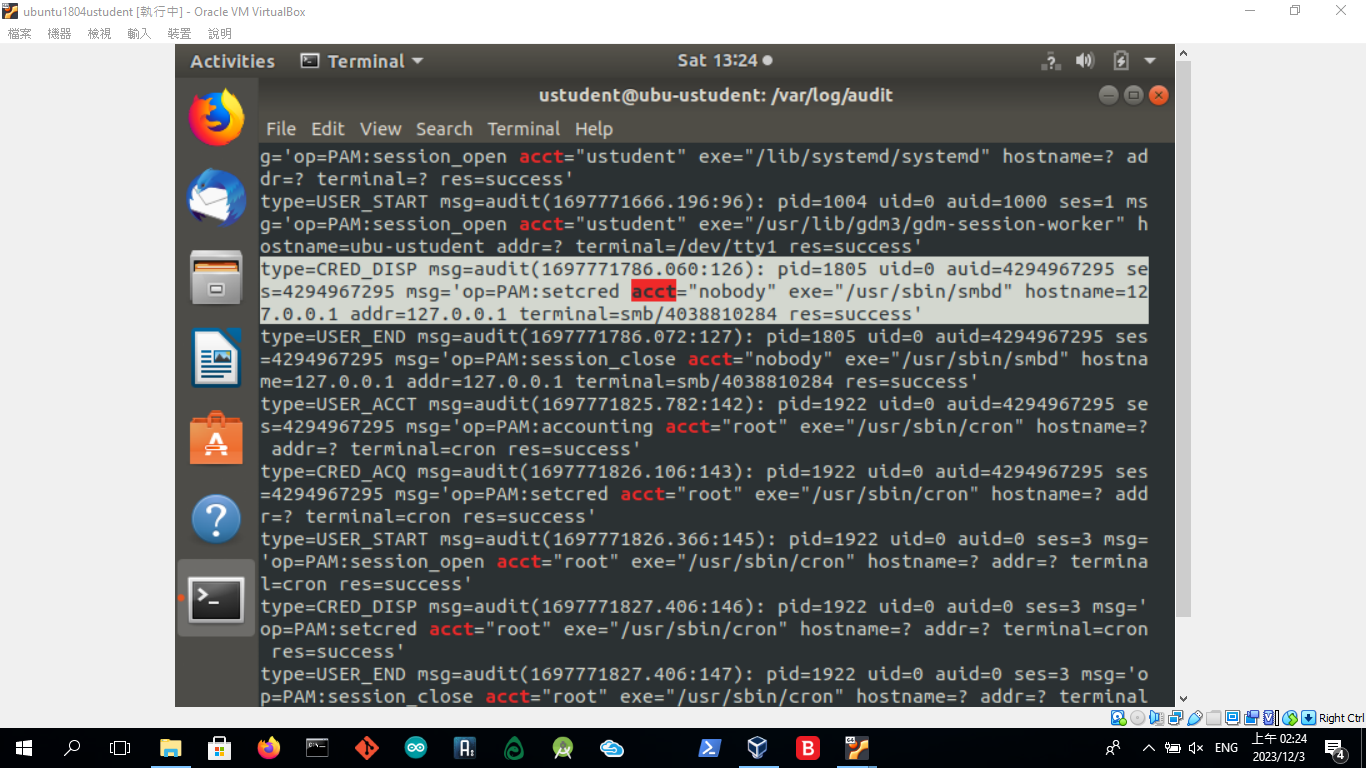 ubuntu1804ustudent [執行中] - Oracle VM VirtualBox
檔案 機器 檢視 輸入 裝置 說明
Activities Terminal Sat 13:24
ustudent@ubu-ustudent: /var/log/audit
File Edit View Search Terminal Help
g='op=PAM:session_open acct="ustudent" exe="/lib/systemd/systemd" hostname=? ad
dr=? terminal=? res=success'
type=USER_START msg=audit(1697771666.196:96): pid=1004 uid=0 auid=1000 ses=1 ms
g='op=PAM:session_open acct="ustudent" exe="/usr/lib/gdm3/gdm-session-worker" h
ostname=ubu-ustudent addr=? terminal=/dev/tty1 res=success'
type=CRED_DISP msg=audit(1697771786.060:126): pid=1805 uid=0 auid=4294967295 se
s=4294967295 msg='op=PAM:setcred acct="nobody" exe="/usr/sbin/smbd" hostname=12
7.0.0.1 addr=127.0.0.1 terminal=smb/4038810284 res=success'
type=USER_END msg=audit(1697771786.072:127): pid=1805 uid=0 auid=4294967295 ses
=4294967295 msg='op=PAM:session_close acct="nobody" exe="/usr/sbin/smbd" hostna
me=127.0.0.1 addr=127.0.0.1 terminal=smb/4038810284 res=success'
type=USER_ACCT msg=audit(1697771825.782:142): pid=1922 uid=0 auid=4294967295 se
s=4294967295 msg='op=PAM:accounting acct="root" exe="/usr/sbin/cron" hostname=?
 addr=? terminal=cron res=success'
type=CRED_ACQ msg=audit(1697771826.106:143): pid=1922 uid=0 auid=4294967295 ses
=4294967295 msg='op=PAM:setcred acct="root" exe="/usr/sbin/cron" hostname=? add
r=? terminal=cron res=success'
type=USER_START msg=audit(1697771826.366:145): pid=1922 uid=0 auid=0 ses=3 msg=
'op=PAM:session_open acct="root" exe="/usr/sbin/cron" hostname=? addr=? termina
l=cron res=success'
type=CRED_DISP msg=audit(1697771827.406:146): pid=1922 uid=0 auid=0 ses=3 msg='
op=PAM:setcred acct="root" exe="/usr/sbin/cron" hostname=? addr=? terminal=cron
 res=success'
type=USER_END msg=audit(1697771827.406:147): pid=1922 uid=0 auid=0 ses=3 msg='o
p=PAM:session_close acct="root" exe="/usr/sbin/cron" hostname=? addr=? terminal
Right Ctrl
ENG
上午 02:24
2023/12/3
4